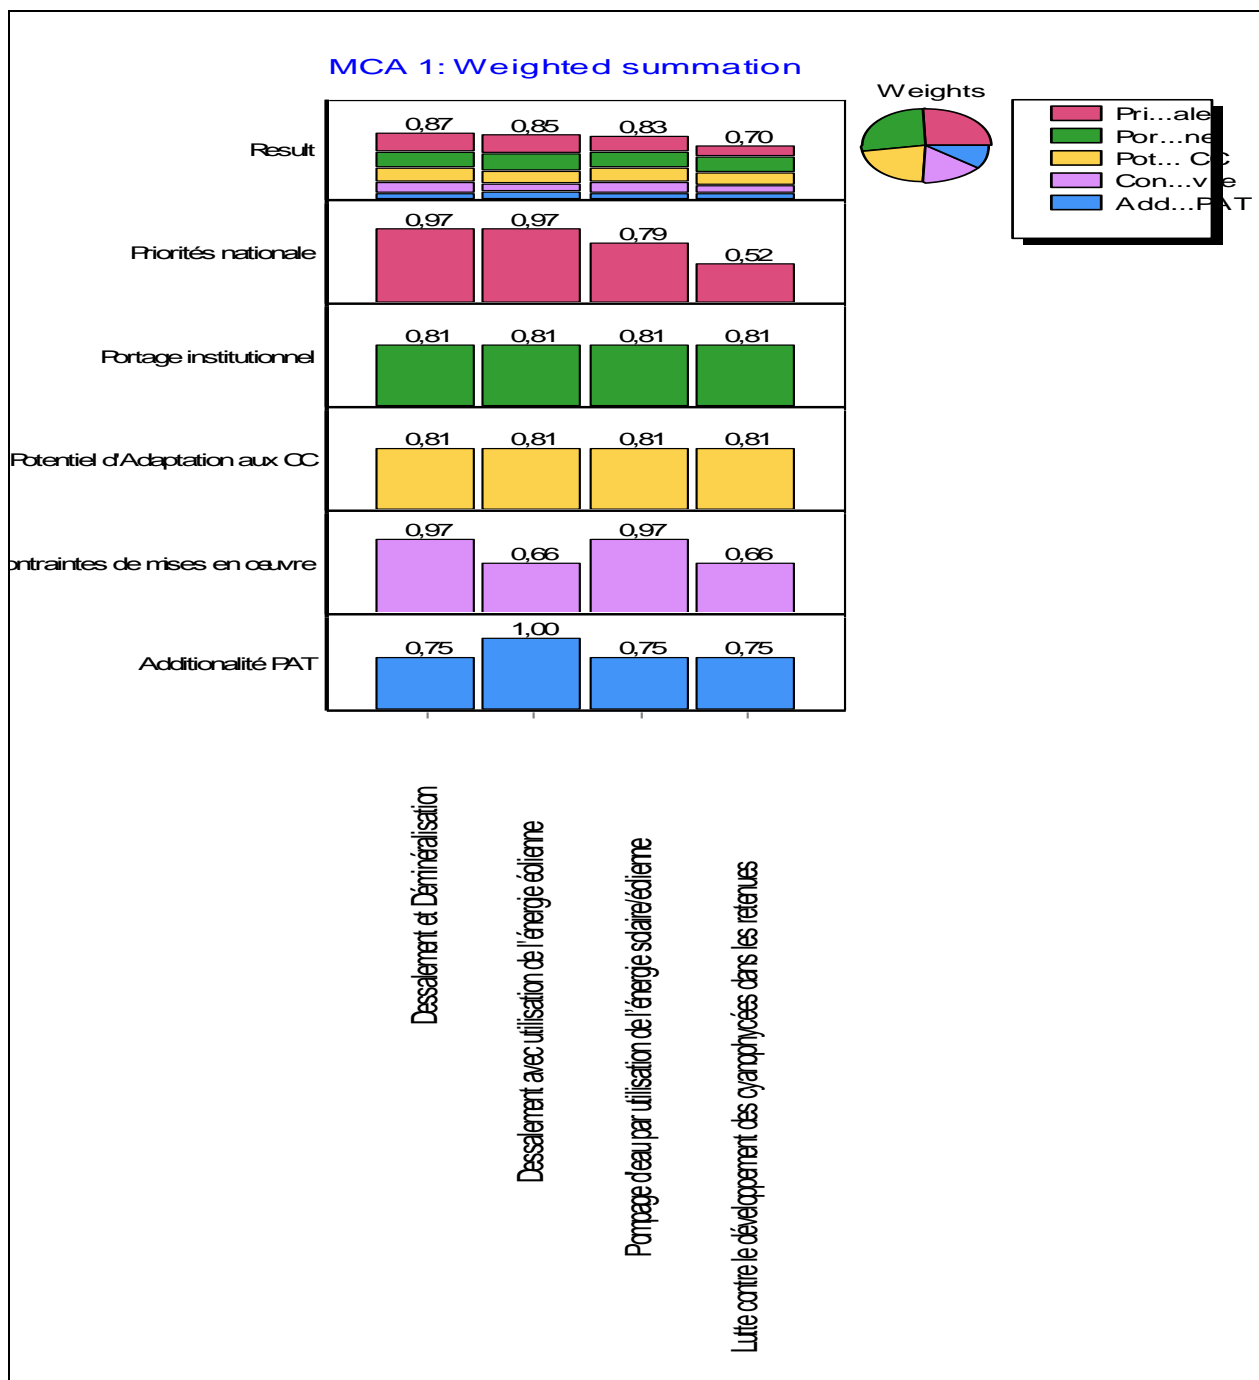 MCA 1: Weighted summation
Weights
Pri...ale
Por...ne
Pot... CC
Con...vre
Add...PAT
Result
0,87
0,85
0,83
0,70
Priorités nationale
0,97
0,97
0,79
0,52
Portage institutionnel
0,81
0,81
0,81
0,81
Potentiel d'Adaptation aux CC
0,81
0,81
0,81
0,81
ontraintes de mises en œuvre
0,97
0,66
0,97
0,66
Additionalité PAT
0,75
1,00
0,75
0,75
Dessalement et Déminéralisation
Dessalement avec utilisation de l'énergie éolienne
Pompage d'eau par utilisation de l'énergie solaire/éolienne
Lutte contre le développement des cyanophycées dans les retenues